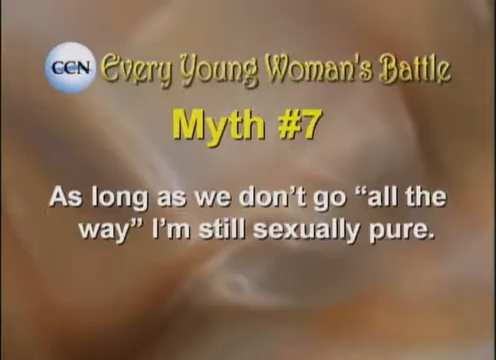 CCN Every Young Woman's Battle
Myth #7
As long as we don't go “all the
way” I'm still sexually pure.